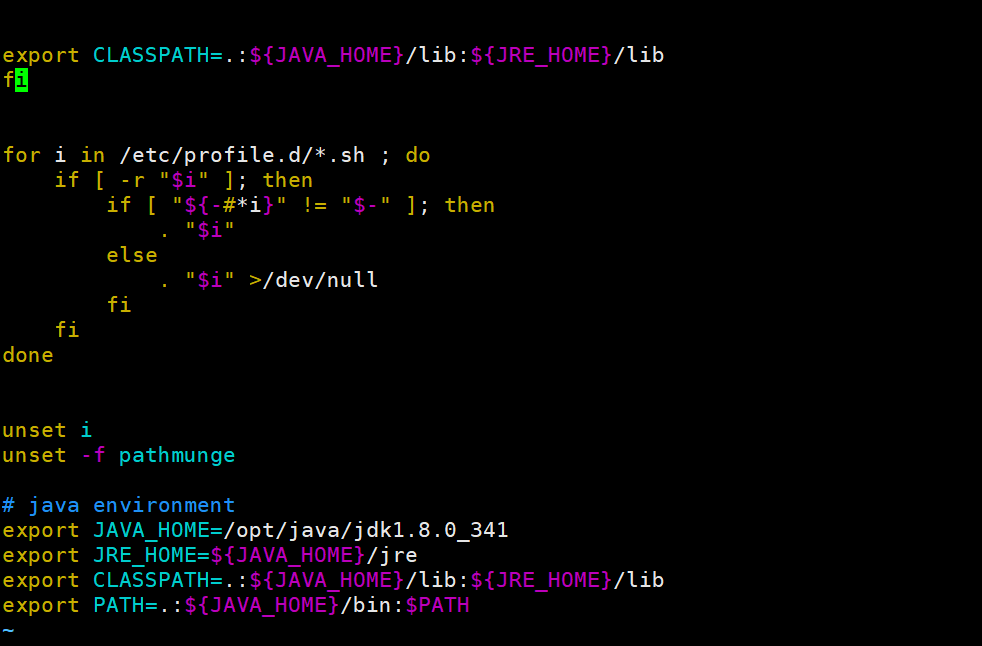 export CLASSPATH=.:${JAVA_HOME}/lib:${JRE_HOME}/lib
fi
for i in /etc/profile.d/*.sh ; do
    if [ -r "$i" ]; then
        if [ "${-#*i}" != "$-" ]; then
            . "$i"
        else
            . "$i" >/dev/null
        fi
    fi
done
unset i
unset -f pathmunge
# java environment
export JAVA_HOME=/opt/java/jdk1.8.0_341
export JRE_HOME=${JAVA_HOME}/jre
export CLASSPATH=.:${JAVA_HOME}/lib:${JRE_HOME}/lib
export PATH=.:${JAVA_HOME}/bin:$PATH
~